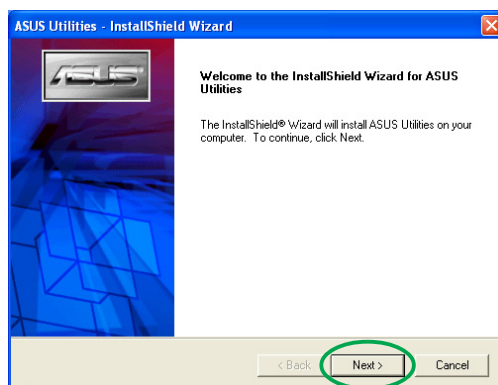 ASUS Utilities - InstallShield Wizard
ASUS
Welcome to the InstallShield Wizard for ASUS
Utilities
The InstallShield® Wizard will install ASUS Utilities on your
computer. To continue, click Next.
< Back
Next >
Cancel